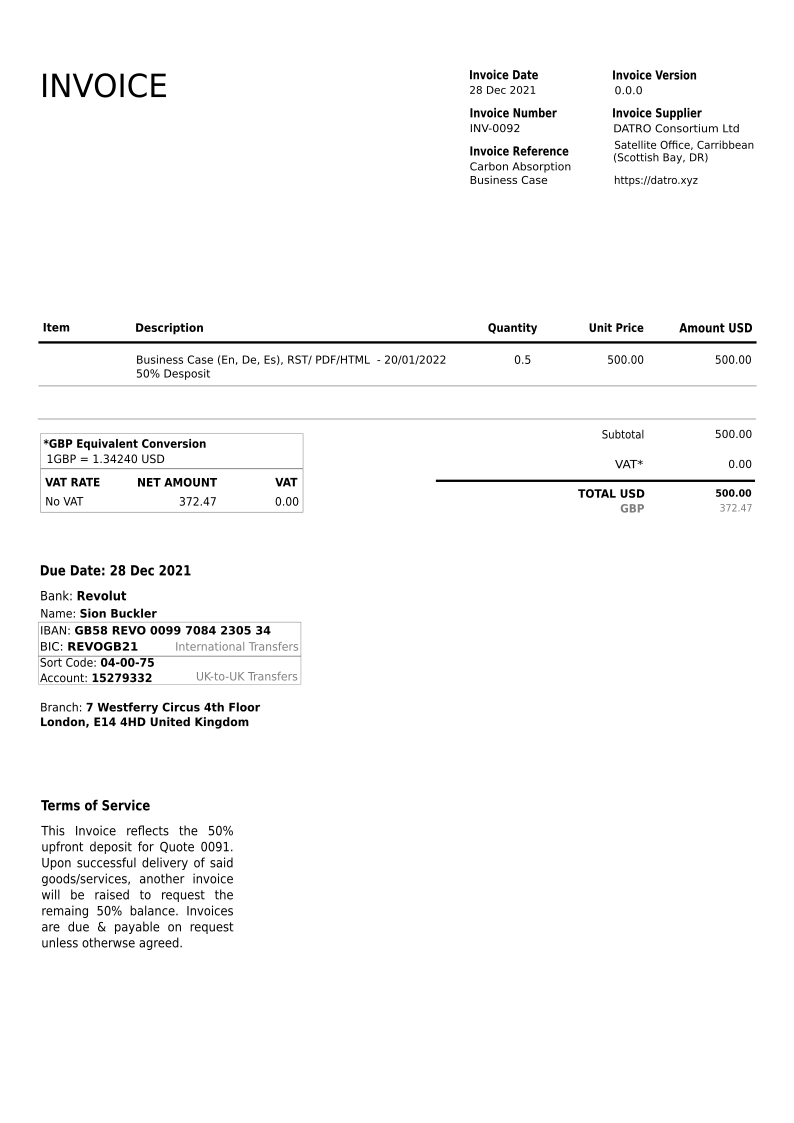 INVOICE
Invoice Date
28 Dec 2021
Invoice Number
INV-0092
Invoice Reference
Carbon Absorption
Business Case
Invoice Version
0.0.0
Invoice Supplier
DATRO Consortium Ltd
Satellite Office, Carribbean
(Scottish Bay, DR)
https://datro.xyz
Item Description Quantity Unit Price Amount USD
Business Case (En, De, Es), RST/ PDF/HTML - 20/01/2022 0.5 500.00 500.00
50% Desposit
Subtotal 500.00
VAT* 0.00
TOTAL USD 500.00
GBP 372.47
*GBP Equivalent Conversion
1GBP = 1.34240 USD
VAT RATE NET AMOUNT VAT
No VAT 372.47 0.00
Due Date: 28 Dec 2021
Bank: Revolut
Name: Sion Buckler
IBAN: GB58 REVO 0099 7084 2305 34
BIC: REVOGB21 International Transfers
Sort Code: 04-00-75
Account: 15279332 UK-to-UK Transfers
Branch: 7 Westferry Circus 4th Floor
London, E14 4HD United Kingdom
Terms of Service
This Invoice reflects the 50%
upfront deposit for Quote 0091.
Upon successful delivery of said
goods/services, another invoice
will be raised to request the
remaing 50% balance. Invoices
are due & payable on request
unless otherwse agreed.